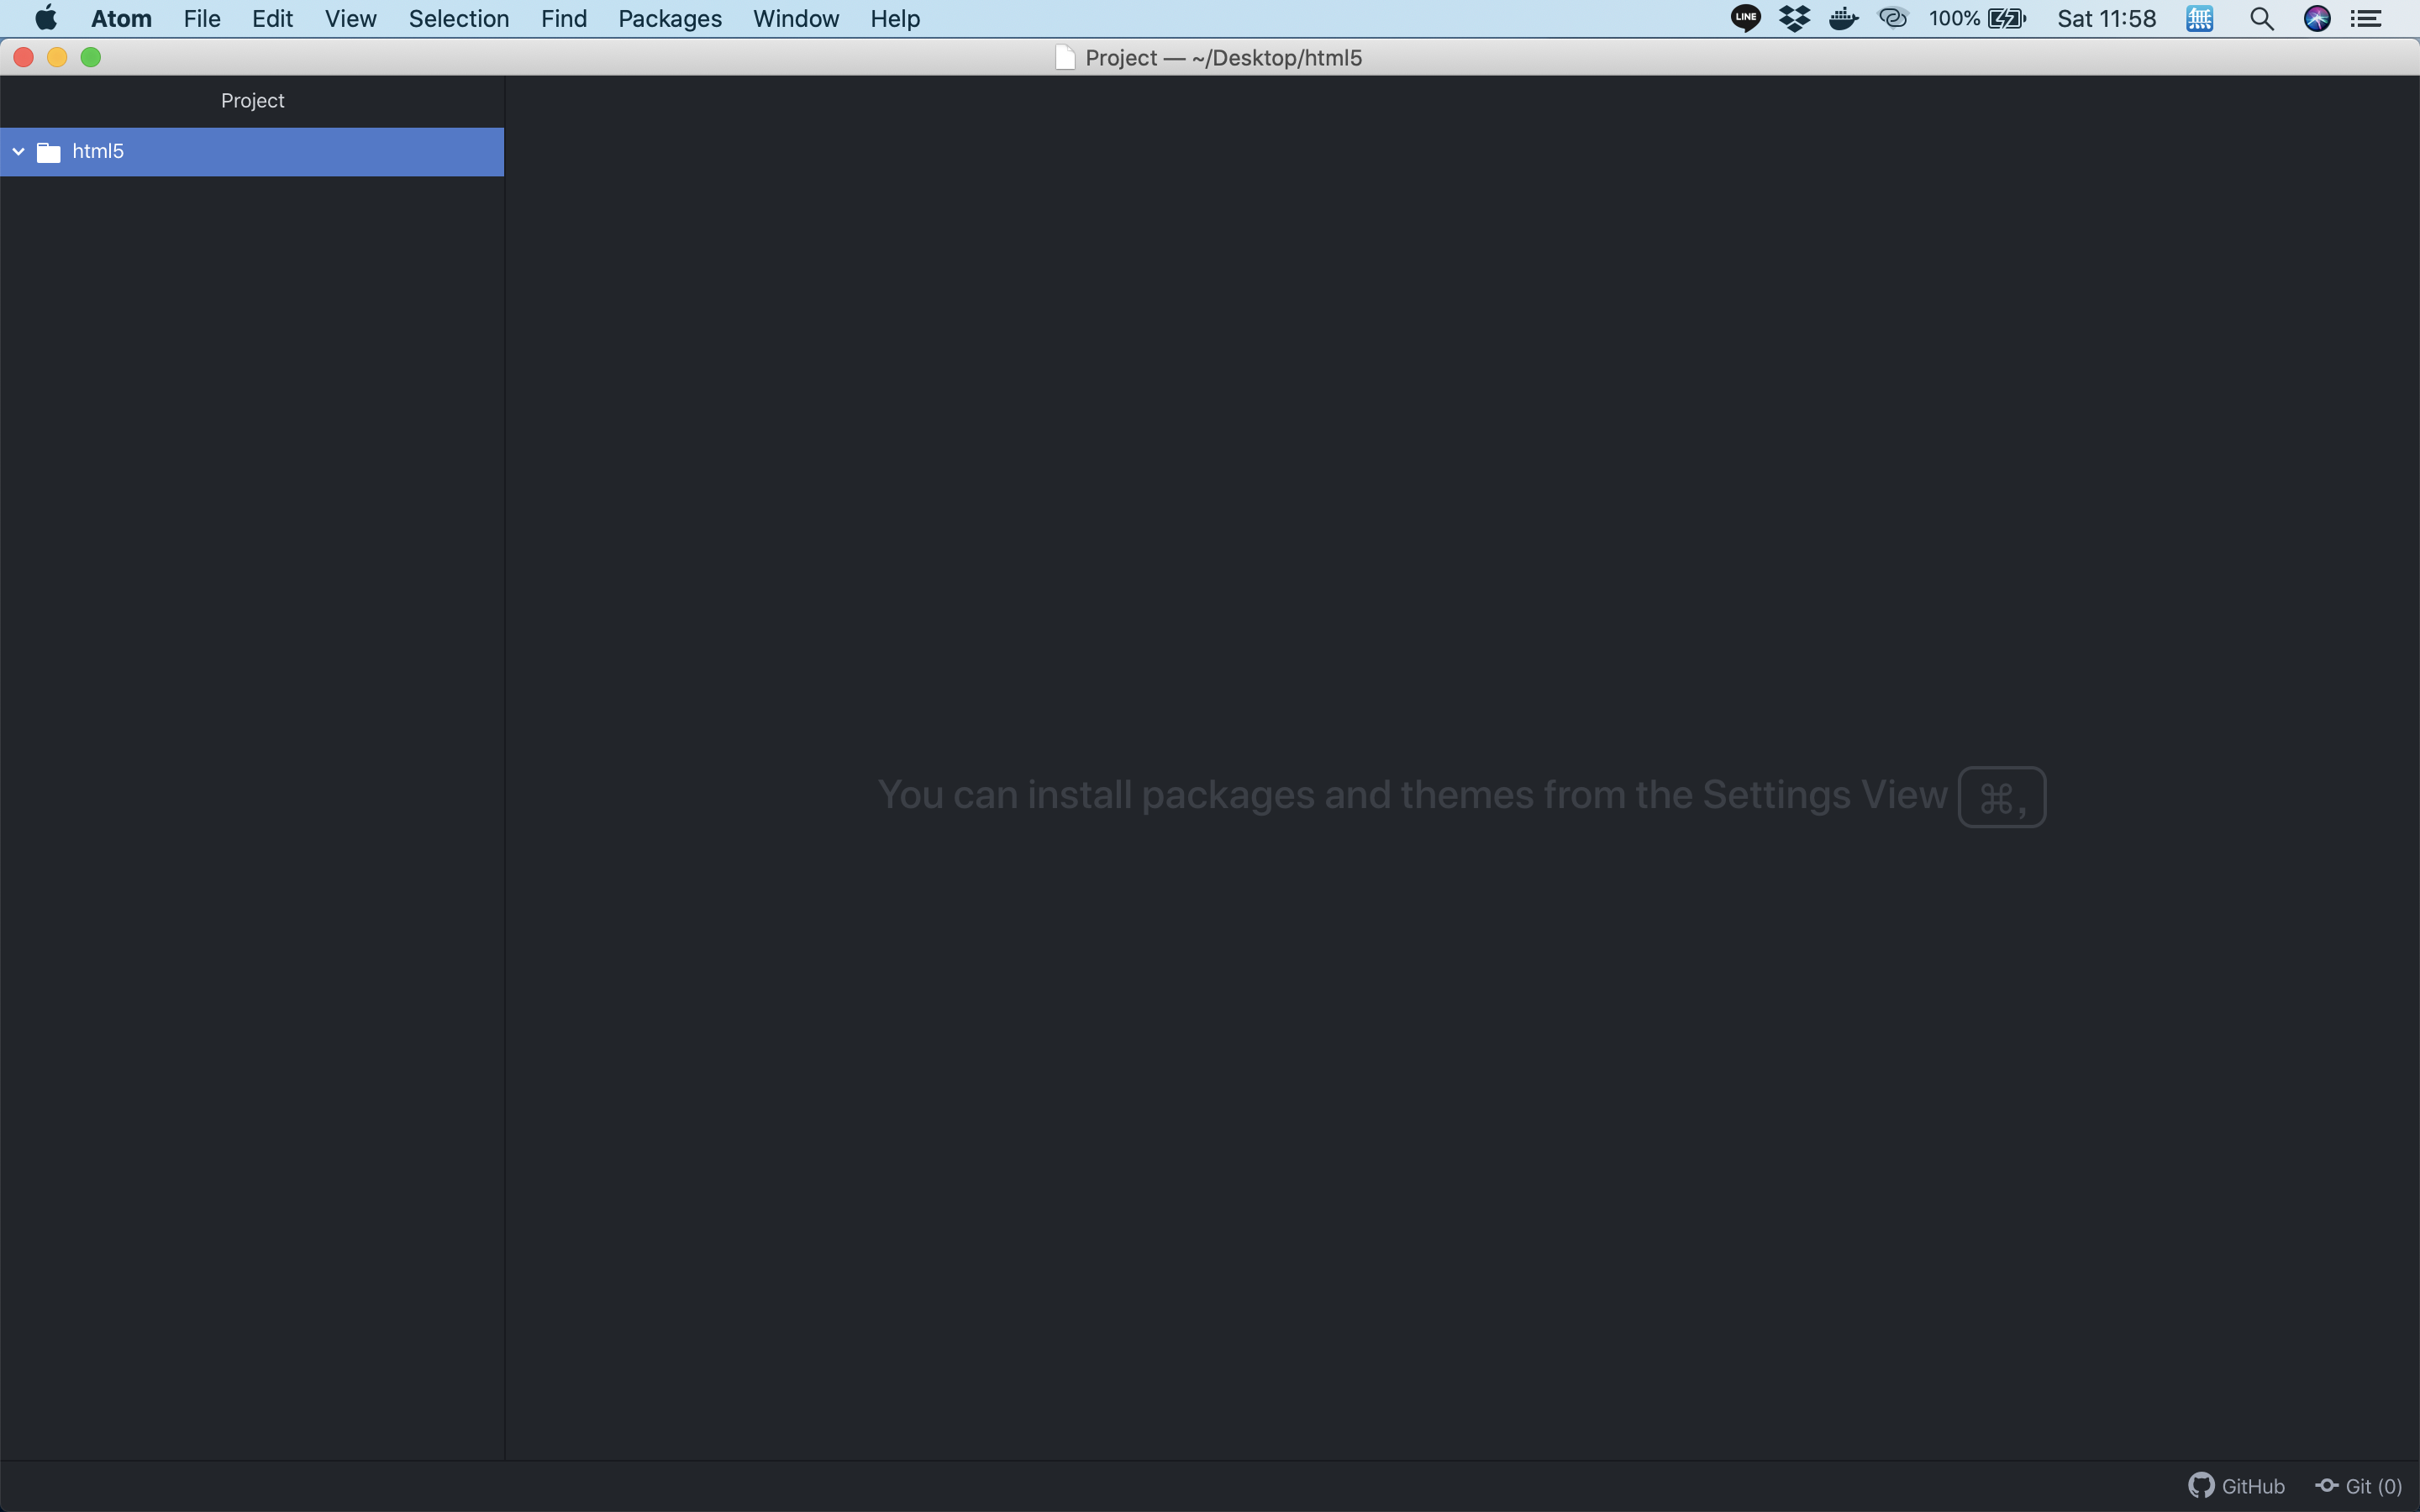 Atom File Edit View Selection Find Packages Window Help LINE 100% Sat 11:58 無
Project — ~/Desktop/html5
Project
html5
You can install packages and themes from the Settings View ⌘,
GitHub Git (0)